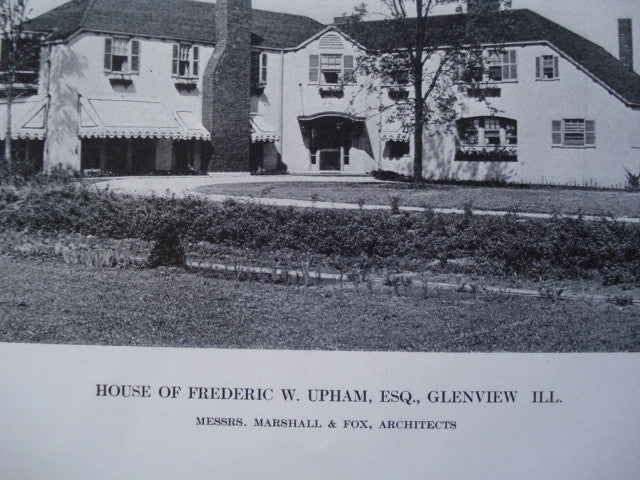 HOUSE OF FREDERIC W. UPHAM, ESQ., GLENVIEW ILL.
MESSRS. MARSHALL & FOX, ARCHITECTS